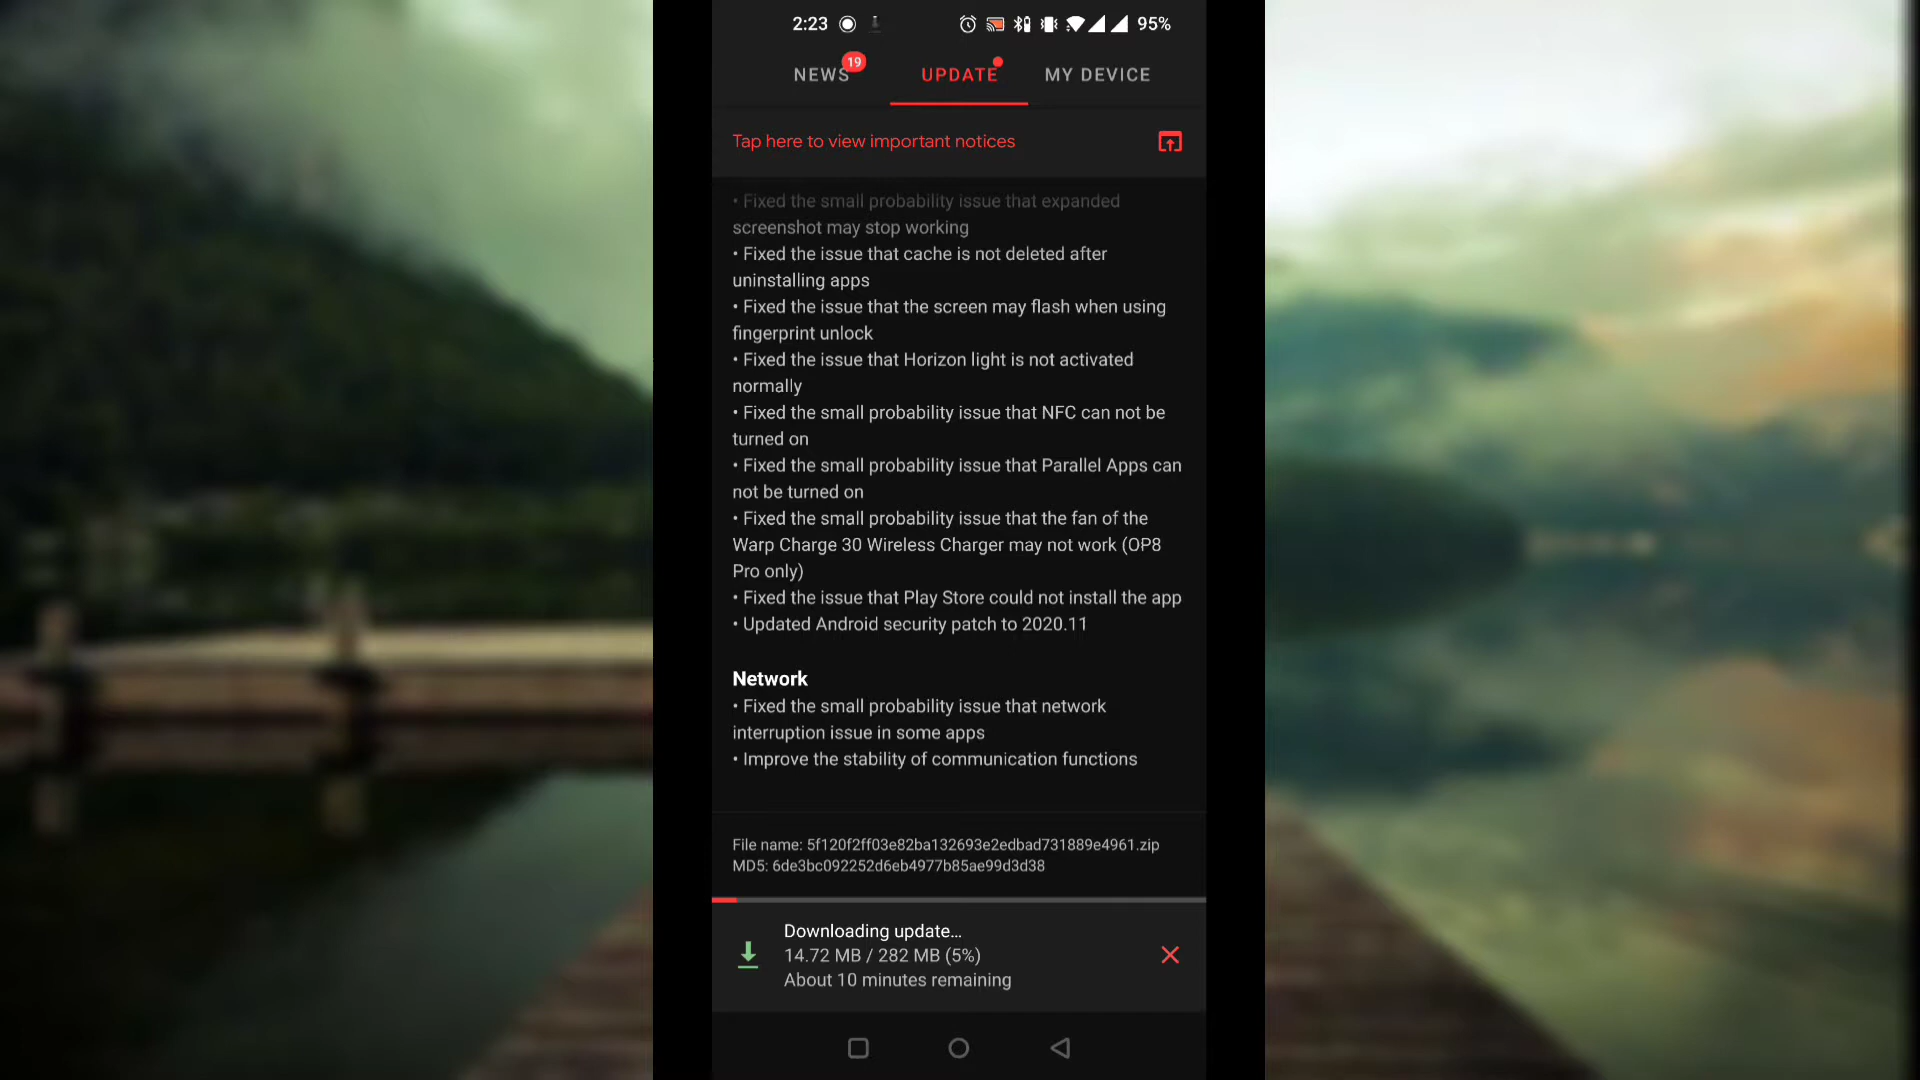 2:23 95%
NEWS 19 UPDATE MY DEVICE
Tap here to view important notices
• Fixed the small probability issue that expanded
screenshot may stop working
• Fixed the issue that cache is not deleted after
uninstalling apps
• Fixed the issue that the screen may flash when using
fingerprint unlock
• Fixed the issue that Horizon light is not activated
normally
• Fixed the small probability issue that NFC can not be
turned on
• Fixed the small probability issue that Parallel Apps can
not be turned on
• Fixed the small probability issue that the fan of the
Warp Charge 30 Wireless Charger may not work (OP8
Pro only)
• Fixed the issue that Play Store could not install the app
• Updated Android security patch to 2020.11
Network
• Fixed the small probability issue that network
interruption issue in some apps
• Improve the stability of communication functions
File name: 5f120f2ff03e82ba132693e2edbad731889e4961.zip
MD5: 6de3bc092252d6eb4977b85ae99d3d38
Downloading update…
14.72 MB / 282 MB (5%)
About 10 minutes remaining